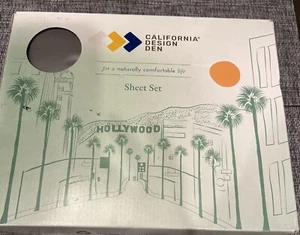 CALIFORNIA®
DESIGN
DEN
for a naturally comfortable life
Sheet Set
HOLLYWOOD